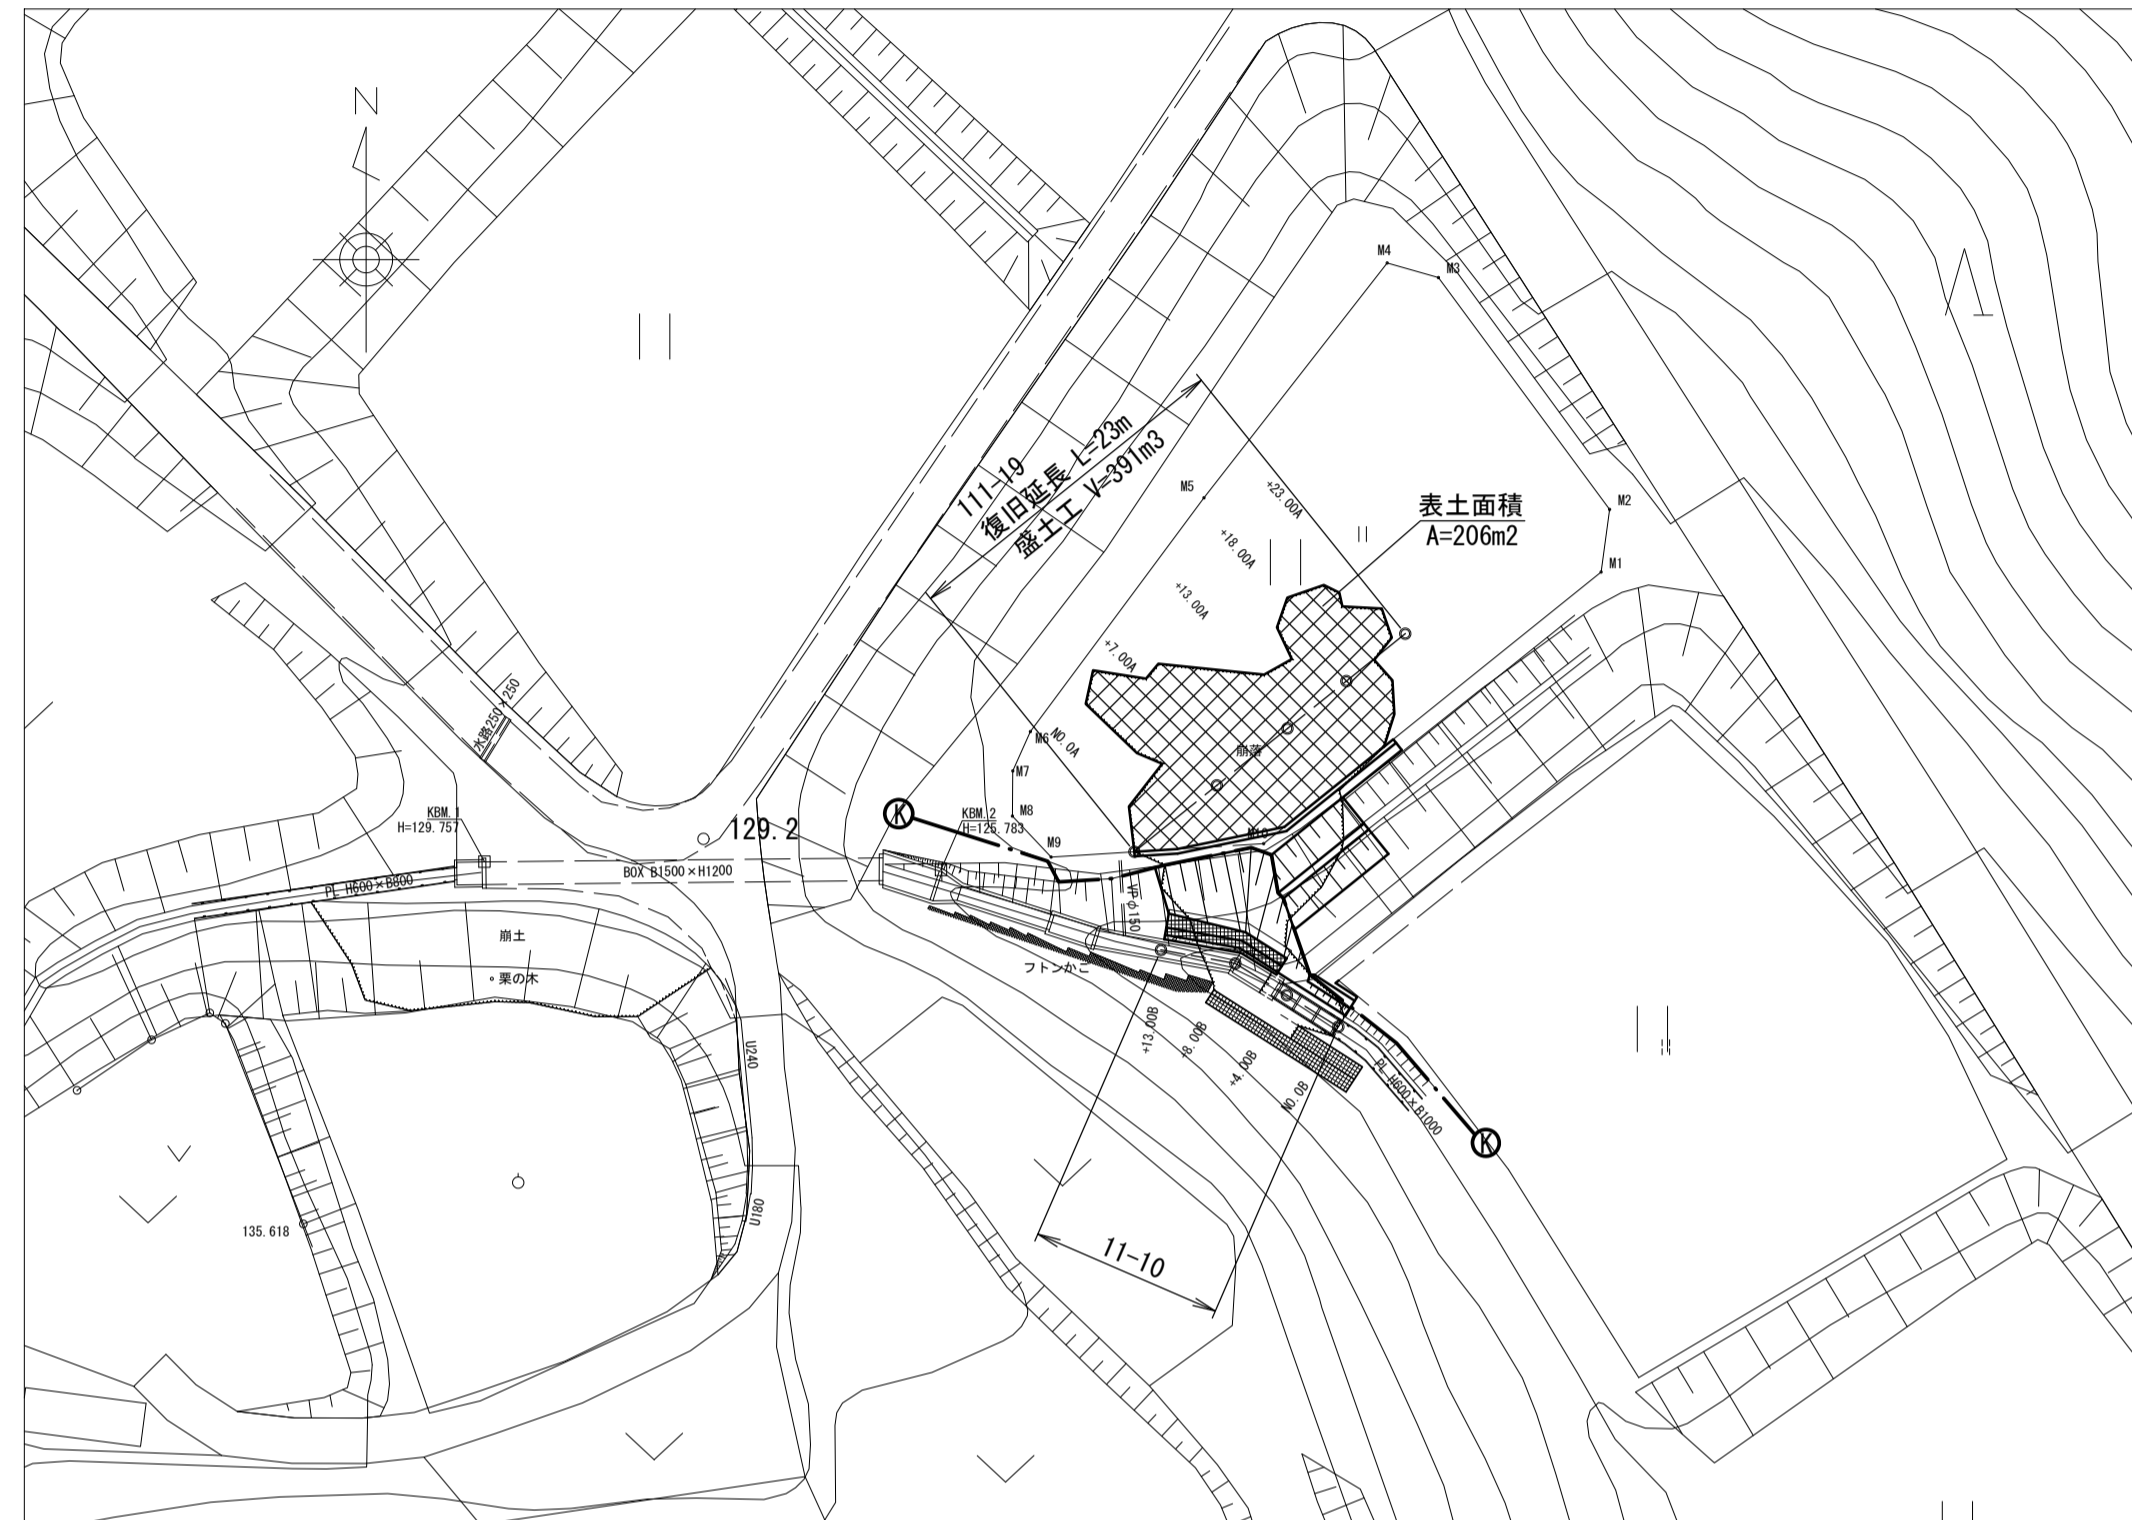 N
M4
M3
111-19
復旧延長 L=23m
盛土工 V=391m3
M5
+23.00A
表土面積
A=206m2
M2
+18.00A
M1
+13.00A
+7.00A
水路250×250
M6
NO.0A
崩落
M7
KBM.1
H=129.757
K
M8
KBM.2
H=125.783
129.2
M10
M9
BOX B1500×H1200
PL H600×B800
VPφ150
崩土
栗の木
フトンかご
+13.00B
+8.00B
+4.00B
NO.0B
U240
PL H600×B1000
K
U180
135.618
11-10